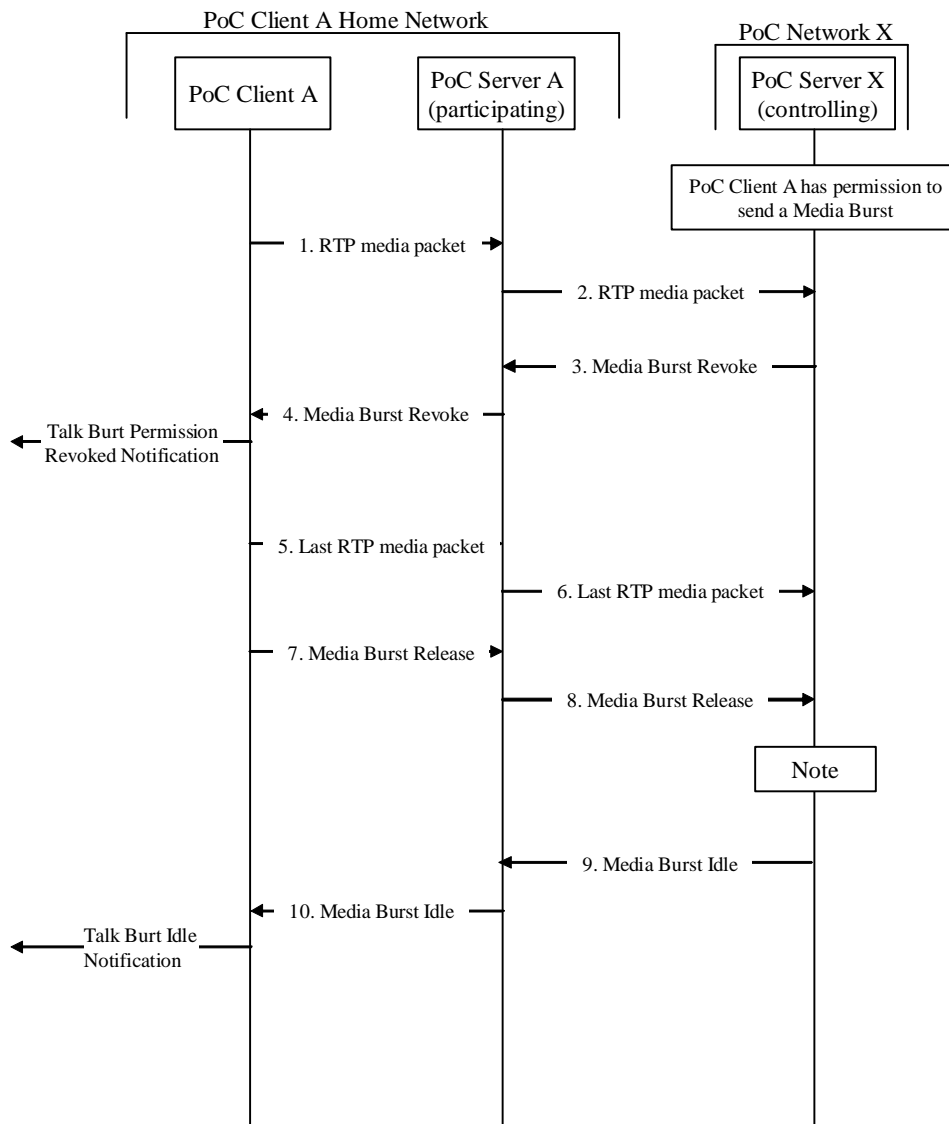 PoC Client A Home Network
PoC Network X
PoC Client A
PoC Server A
(participating)
PoC Server X
(controlling)
PoC Client A has permission to
send a Media Burst
1. RTP media packet
2. RTP media packet
3. Media Burst Revoke
4. Media Burst Revoke
Talk Burt Permission
Revoked Notification
5. Last RTP media packet
6. Last RTP media packet
7. Media Burst Release
8. Media Burst Release
Note
9. Media Burst Idle
10. Media Burst Idle
Talk Burt Idle
Notification